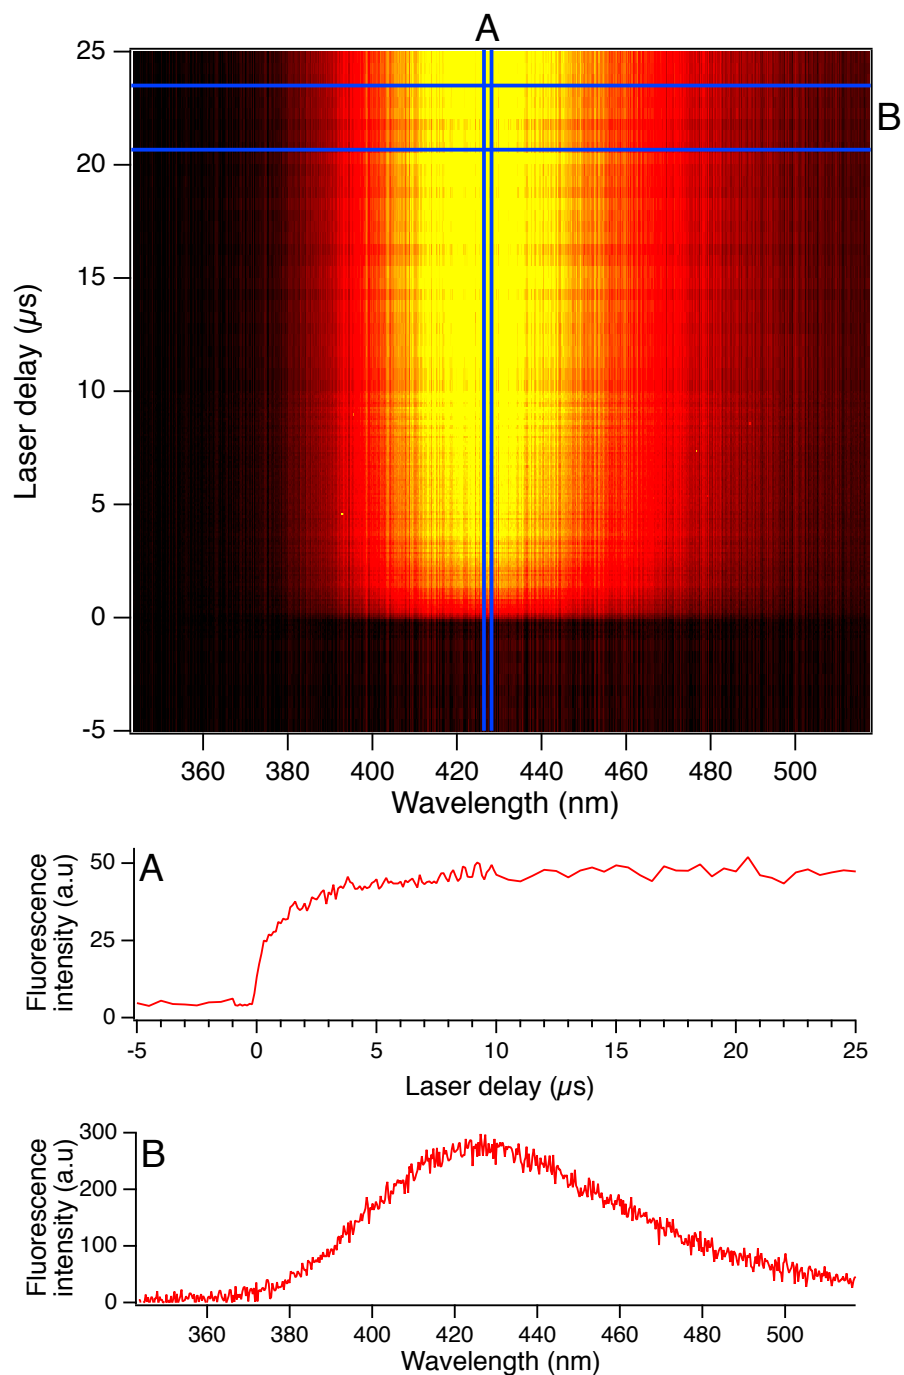 A
25
20
15
10
5
0
-5
B
Laser delay (µs)
360 380 400 420 440 460 480 500
Wavelength (nm)
A
Fluorescence
intensity (a.u)
50
25
0
-5 0 5 10 15 20 25
Laser delay (µs)
B
Fluorescence
intensity (a.u)
300
200
100
0
360 380 400 420 440 460 480 500
Wavelength (nm)